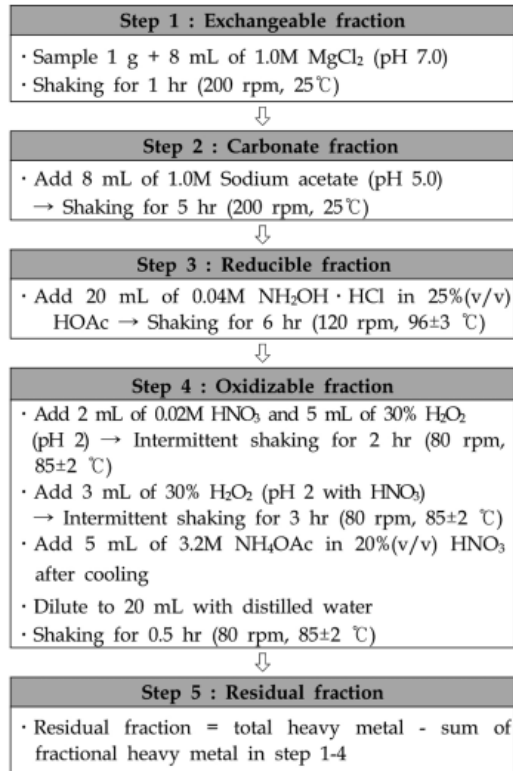 Step 1 : Exchangeable fraction
· Sample 1 g + 8 mL of 1.0M MgCl₂ (pH 7.0)
· Shaking for 1 hr (200 rpm, 25℃)
⇩
Step 2 : Carbonate fraction
· Add 8 mL of 1.0M Sodium acetate (pH 5.0)
→ Shaking for 5 hr (200 rpm, 25℃)
⇩
Step 3 : Reducible fraction
· Add 20 mL of 0.04M NH₂OH · HCl in 25%(v/v)
HOAc → Shaking for 6 hr (120 rpm, 96±3 ℃)
⇩
Step 4 : Oxidizable fraction
· Add 2 mL of 0.02M HNO₃ and 5 mL of 30% H₂O₂
(pH 2) → Intermittent shaking for 2 hr (80 rpm,
85±2 ℃)
· Add 3 mL of 30% H₂O₂ (pH 2 with HNO₃)
→ Intermittent shaking for 3 hr (80 rpm, 85±2 ℃)
· Add 5 mL of 3.2M NH₄OAc in 20%(v/v) HNO₃
after cooling
· Dilute to 20 mL with distilled water
· Shaking for 0.5 hr (80 rpm, 85±2 ℃)
⇩
Step 5 : Residual fraction
· Residual fraction = total heavy metal - sum of
fractional heavy metal in step 1-4